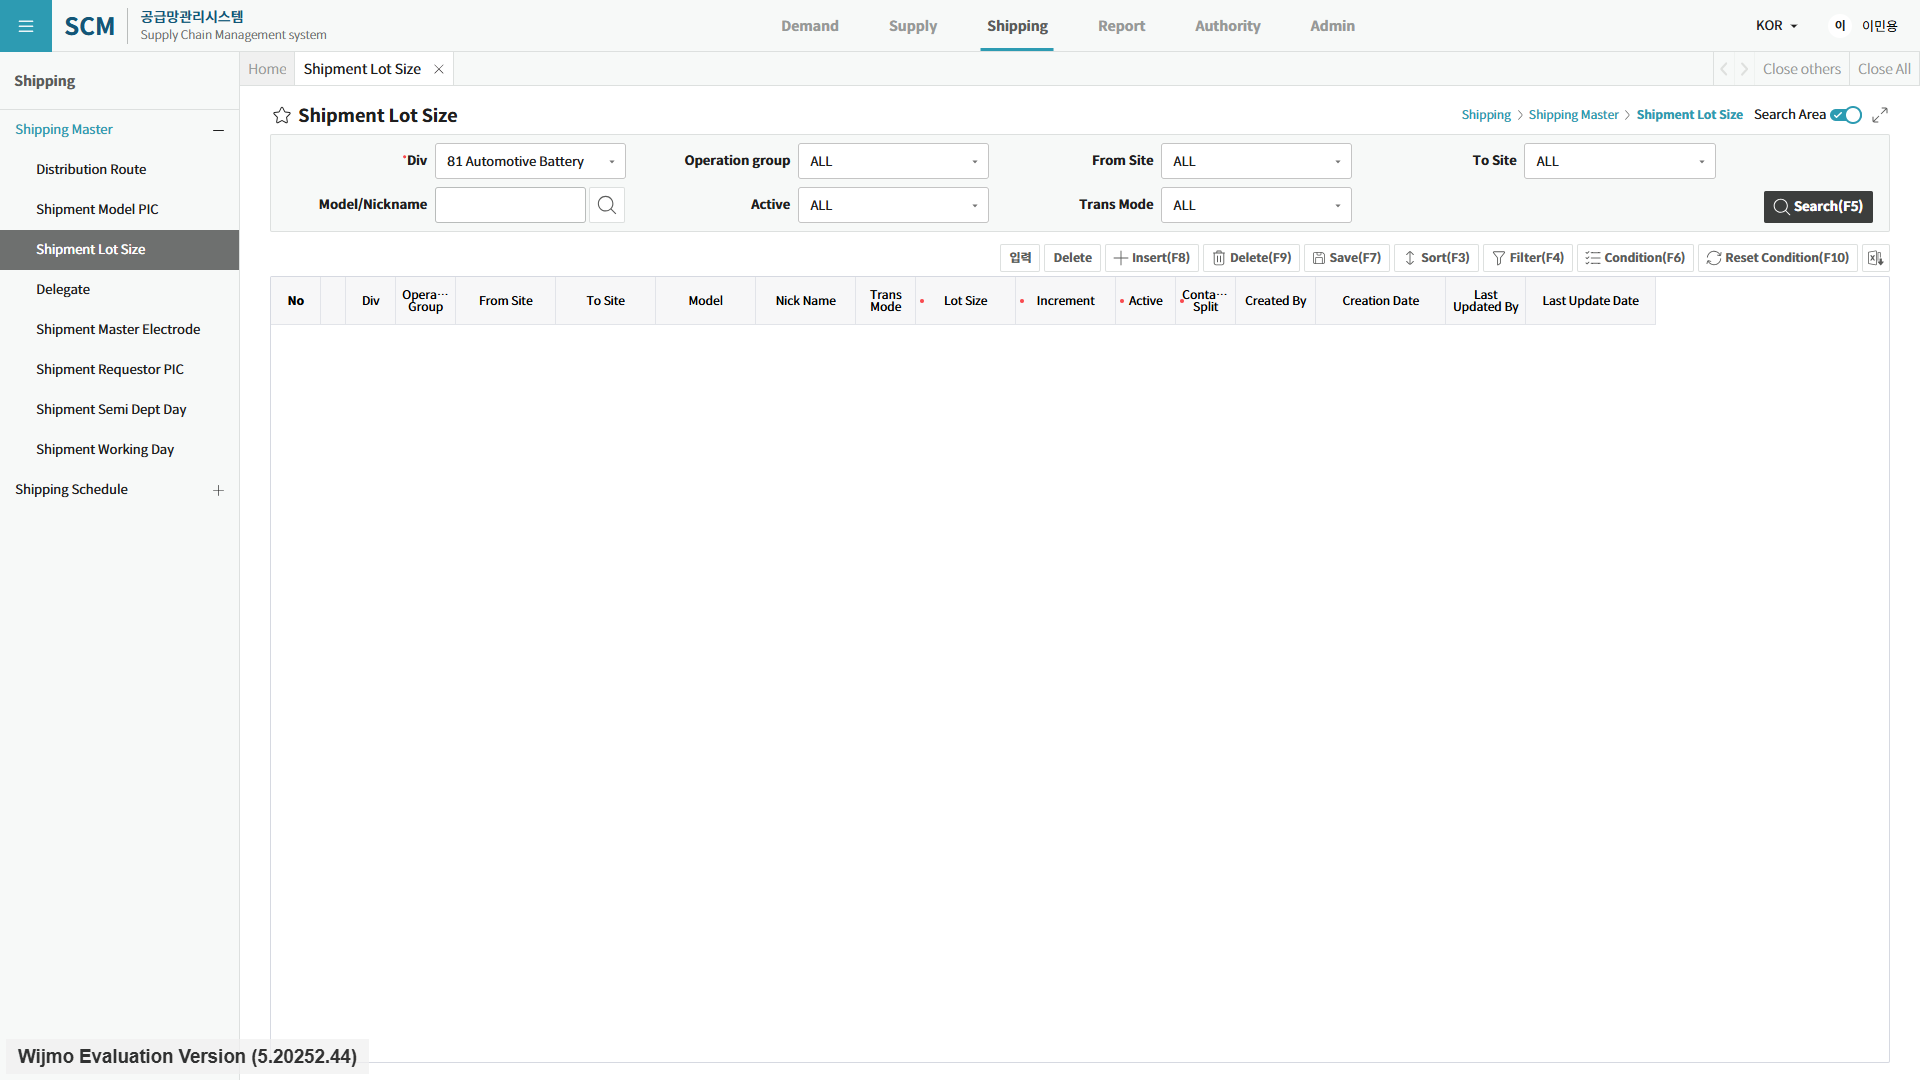 SCM
공급망관리시스템
Supply Chain Management system
Demand
Supply
Shipping
Report
Authority
Admin
KOR
이
이민용
Shipping
Home
Shipment Lot Size
Close others
Close All
Shipping Master
Distribution Route
Shipment Model PIC
Shipment Lot Size
Delegate
Shipment Master Electrode
Shipment Requestor PIC
Shipment Semi Dept Day
Shipment Working Day
Shipping Schedule
Shipment Lot Size
Shipping > Shipping Master > Shipment Lot Size
Search Area
*Div
81 Automotive Battery
Operation group
ALL
From Site
ALL
To Site
ALL
Model/Nickname
Active
ALL
Trans Mode
ALL
Search(F5)
입력
Delete
Insert(F8)
Delete(F9)
Save(F7)
Sort(F3)
Filter(F4)
Condition(F6)
Reset Condition(F10)
No
Div
Opera···
Group
From Site
To Site
Model
Nick Name
Trans
Mode
Lot Size
Increment
Active
Conta···
Split
Created By
Creation Date
Last
Updated By
Last Update Date
Wijmo Evaluation Version (5.20252.44)